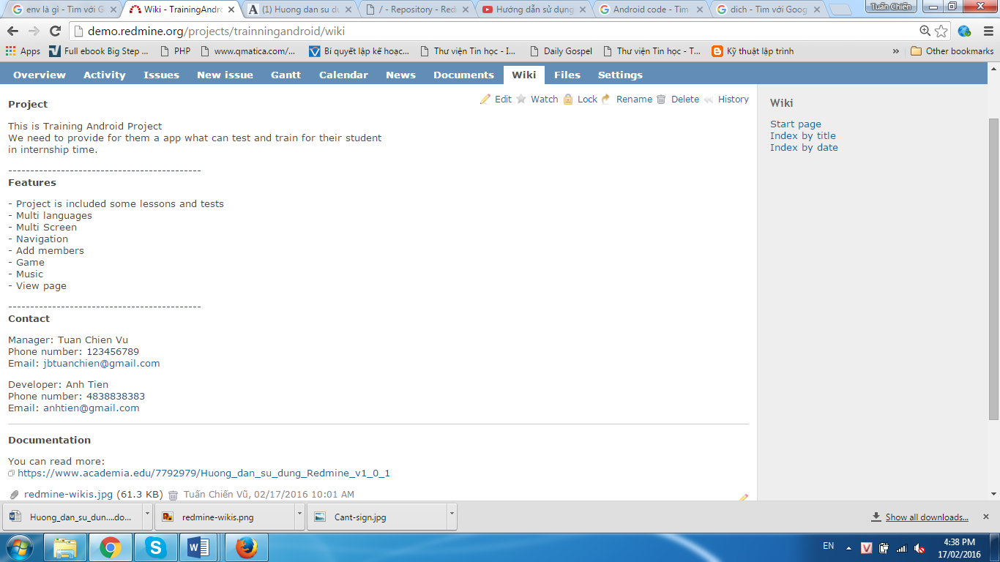 env là gì - Tìm với G
Wiki - TrainingAndro
(1) Huong dan su du
/ - Repository - Red
Hướng dẫn sử dụng
Android code - Tìm
dich - Tìm với Goog
Tuấn Chiến
demo.redmine.org/projects/trainningandroid/wiki
Apps
Full ebook Big Step ...
PHP
www.qmatica.com/...
Bí quyết lập kế hoạc...
Thư viện Tin học - I...
Daily Gospel
Thư viện Tin học - T...
Kỹ thuật lập trình
»
Other bookmarks
Overview
Activity
Issues
New issue
Gantt
Calendar
News
Documents
Wiki
Files
Settings
Edit
Watch
Lock
Rename
Delete
History
Project
This is Training Android Project
We need to provide for them a app what can test and train for their student
in internship time.
--------------------------------------------
Features
- Project is included some lessons and tests
- Multi languages
- Multi Screen
- Navigation
- Add members
- Game
- Music
- View page
--------------------------------------------
Contact
Manager: Tuan Chien Vu
Phone number: 123456789
Email: jbtuanchien@gmail.com
Developer: Anh Tien
Phone number: 4838838383
Email: anhtien@gmail.com
Documentation
You can read more:
https://www.academia.edu/7792979/Huong_dan_su_dung_Redmine_v1_0_1
redmine-wikis.jpg (61.3 KB) Tuấn Chiến Vũ, 02/17/2016 10:01 AM
Wiki
Start page
Index by title
Index by date
Huong_dan_su_dun....do...
redmine-wikis.png
Cant-sign.jpg
Show all downloads...
EN
4:38 PM
17/02/2016